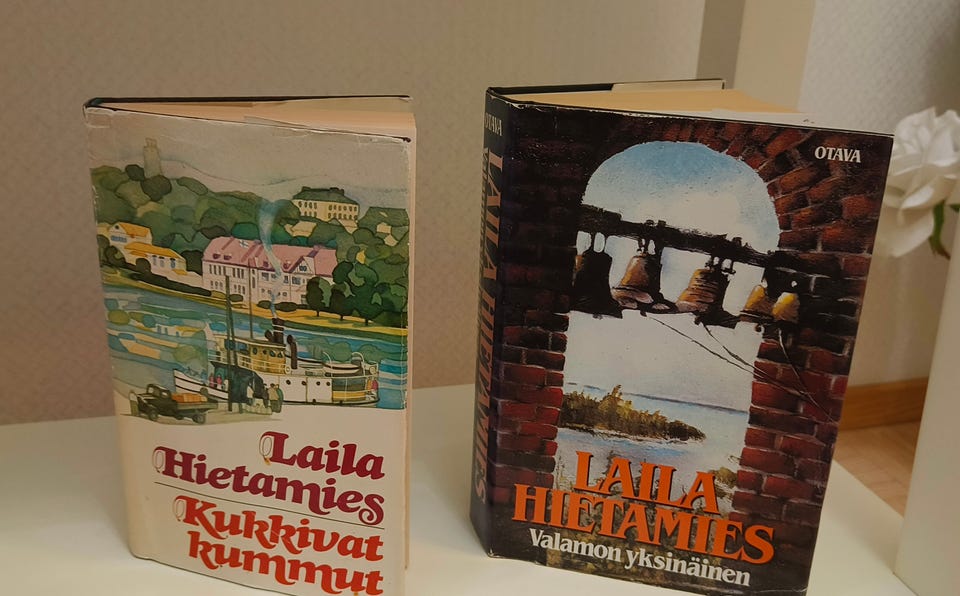 Laila
Hietamies
Kukkivat
kummut
OTAVA
LAILA HIETAMIES
OTAVA
LAILA
HIETAMIES
Valamon yksinäinen